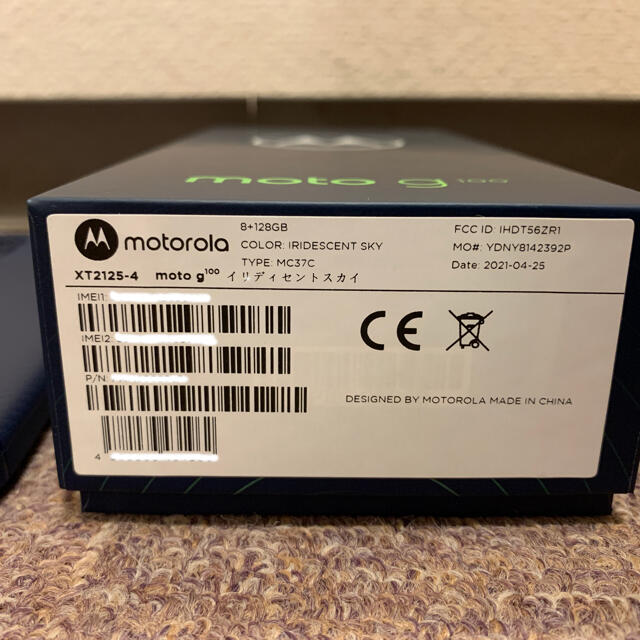 moto g 100
motorola
8+128GB
COLOR: IRIDESCENT SKY
TYPE: MC37C
FCC ID: IHDT56ZR1
MO#: YDNY8142392P
Date: 2021-04-25
XT2125-4 moto g100 イリディセントスカイ
IMEI1:
IMEI2
P/N:
4
CE
DESIGNED BY MOTOROLA MADE IN CHINA